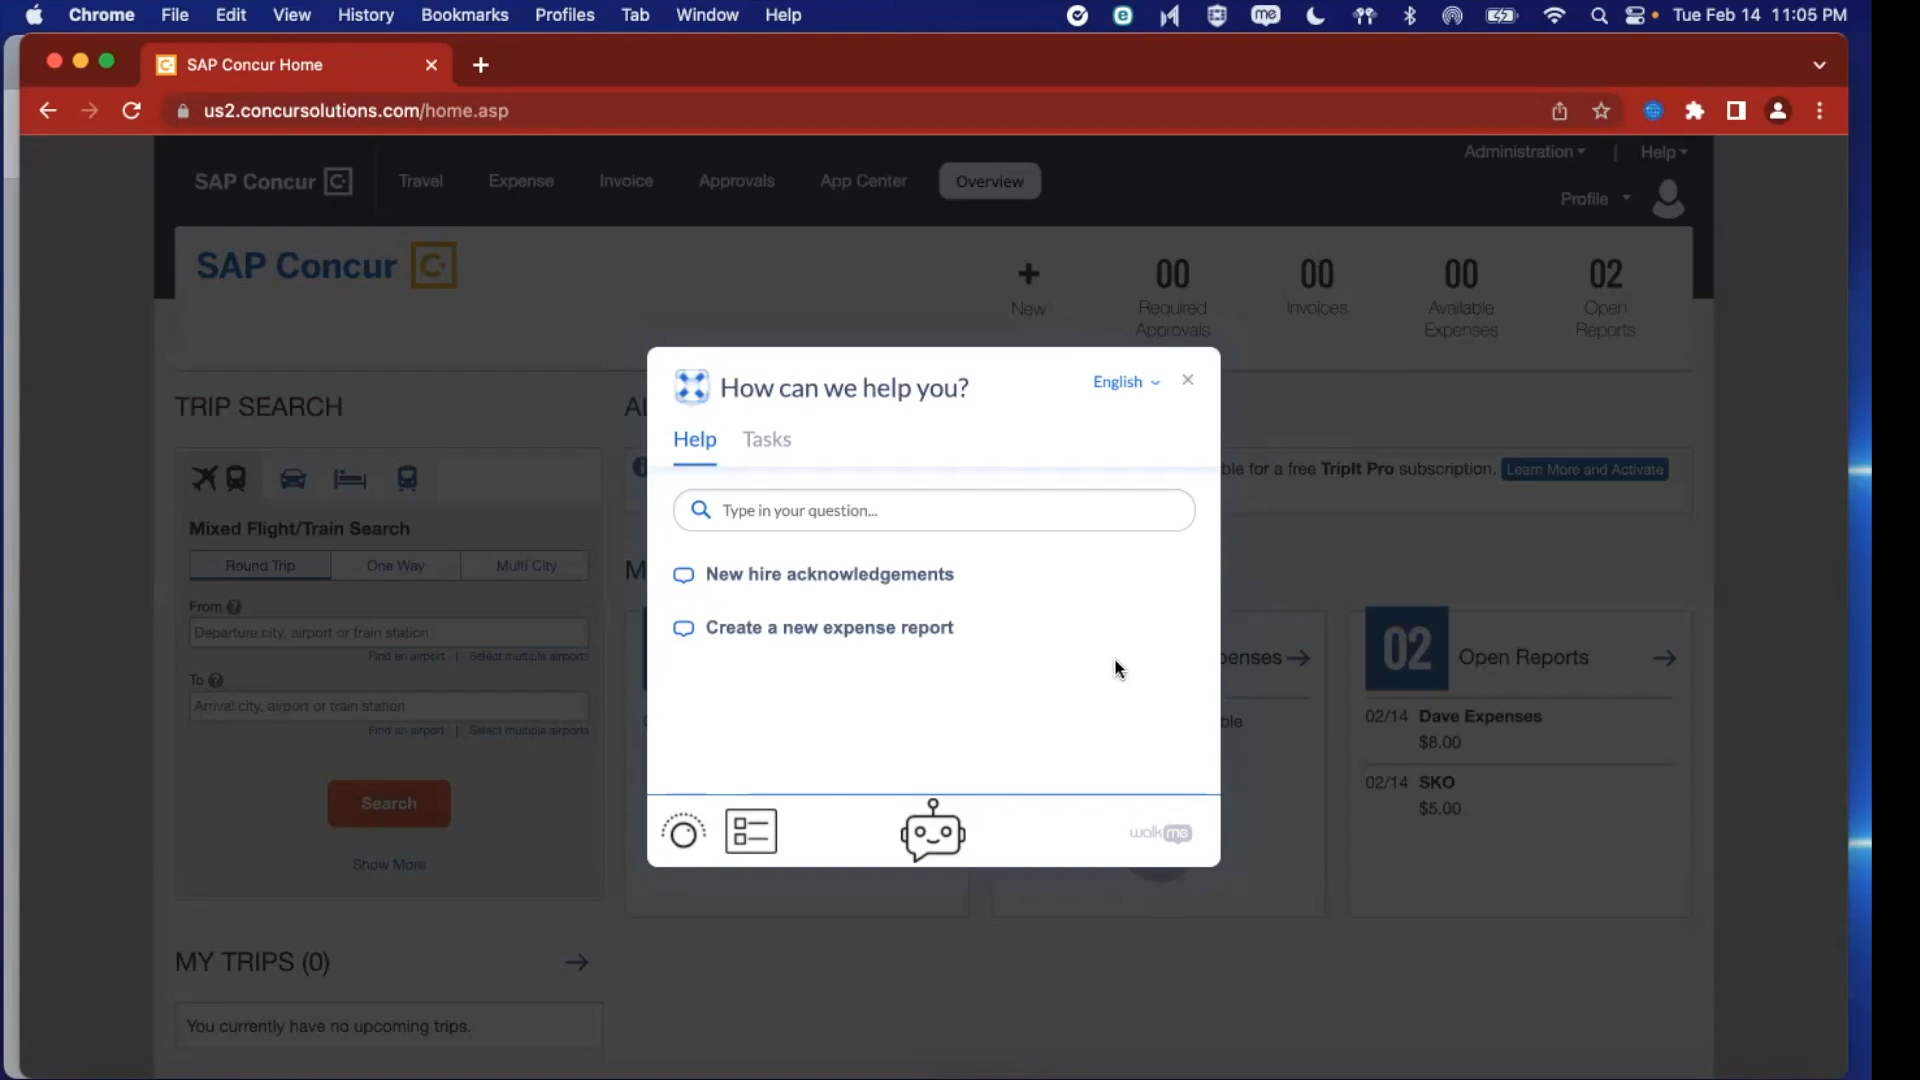 Chrome File Edit View History Bookmarks Profiles Tab Window Help
me
Tue Feb 14 11:05 PM
SAP Concur Home
us2.concursolutions.com/home.asp
Administration | Help
SAP Concur C
Travel Expense Invoice Approvals App Center Overview
Profile
SAP Concur C
+ 00 00 00 02
New Required Approvals Invoices Available Expenses Open Reports
TRIP SEARCH
How can we help you?
English
Help Tasks
Type in your question...
New hire acknowledgements
Create a new expense report
walkme
ble for a free TripIt Pro subscription. Learn More and Activate
Mixed Flight/Train Search
Round Trip One Way Multi City
From
Departure city, airport or train station
Find an airport | Select multiple airports
To
Arrival city, airport or train station
Find an airport | Select multiple airports
Search
Show More
penses
ble
02 Open Reports
02/14 Dave Expenses
$8.00
02/14 SKO
$5.00
MY TRIPS (0)
You currently have no upcoming trips.